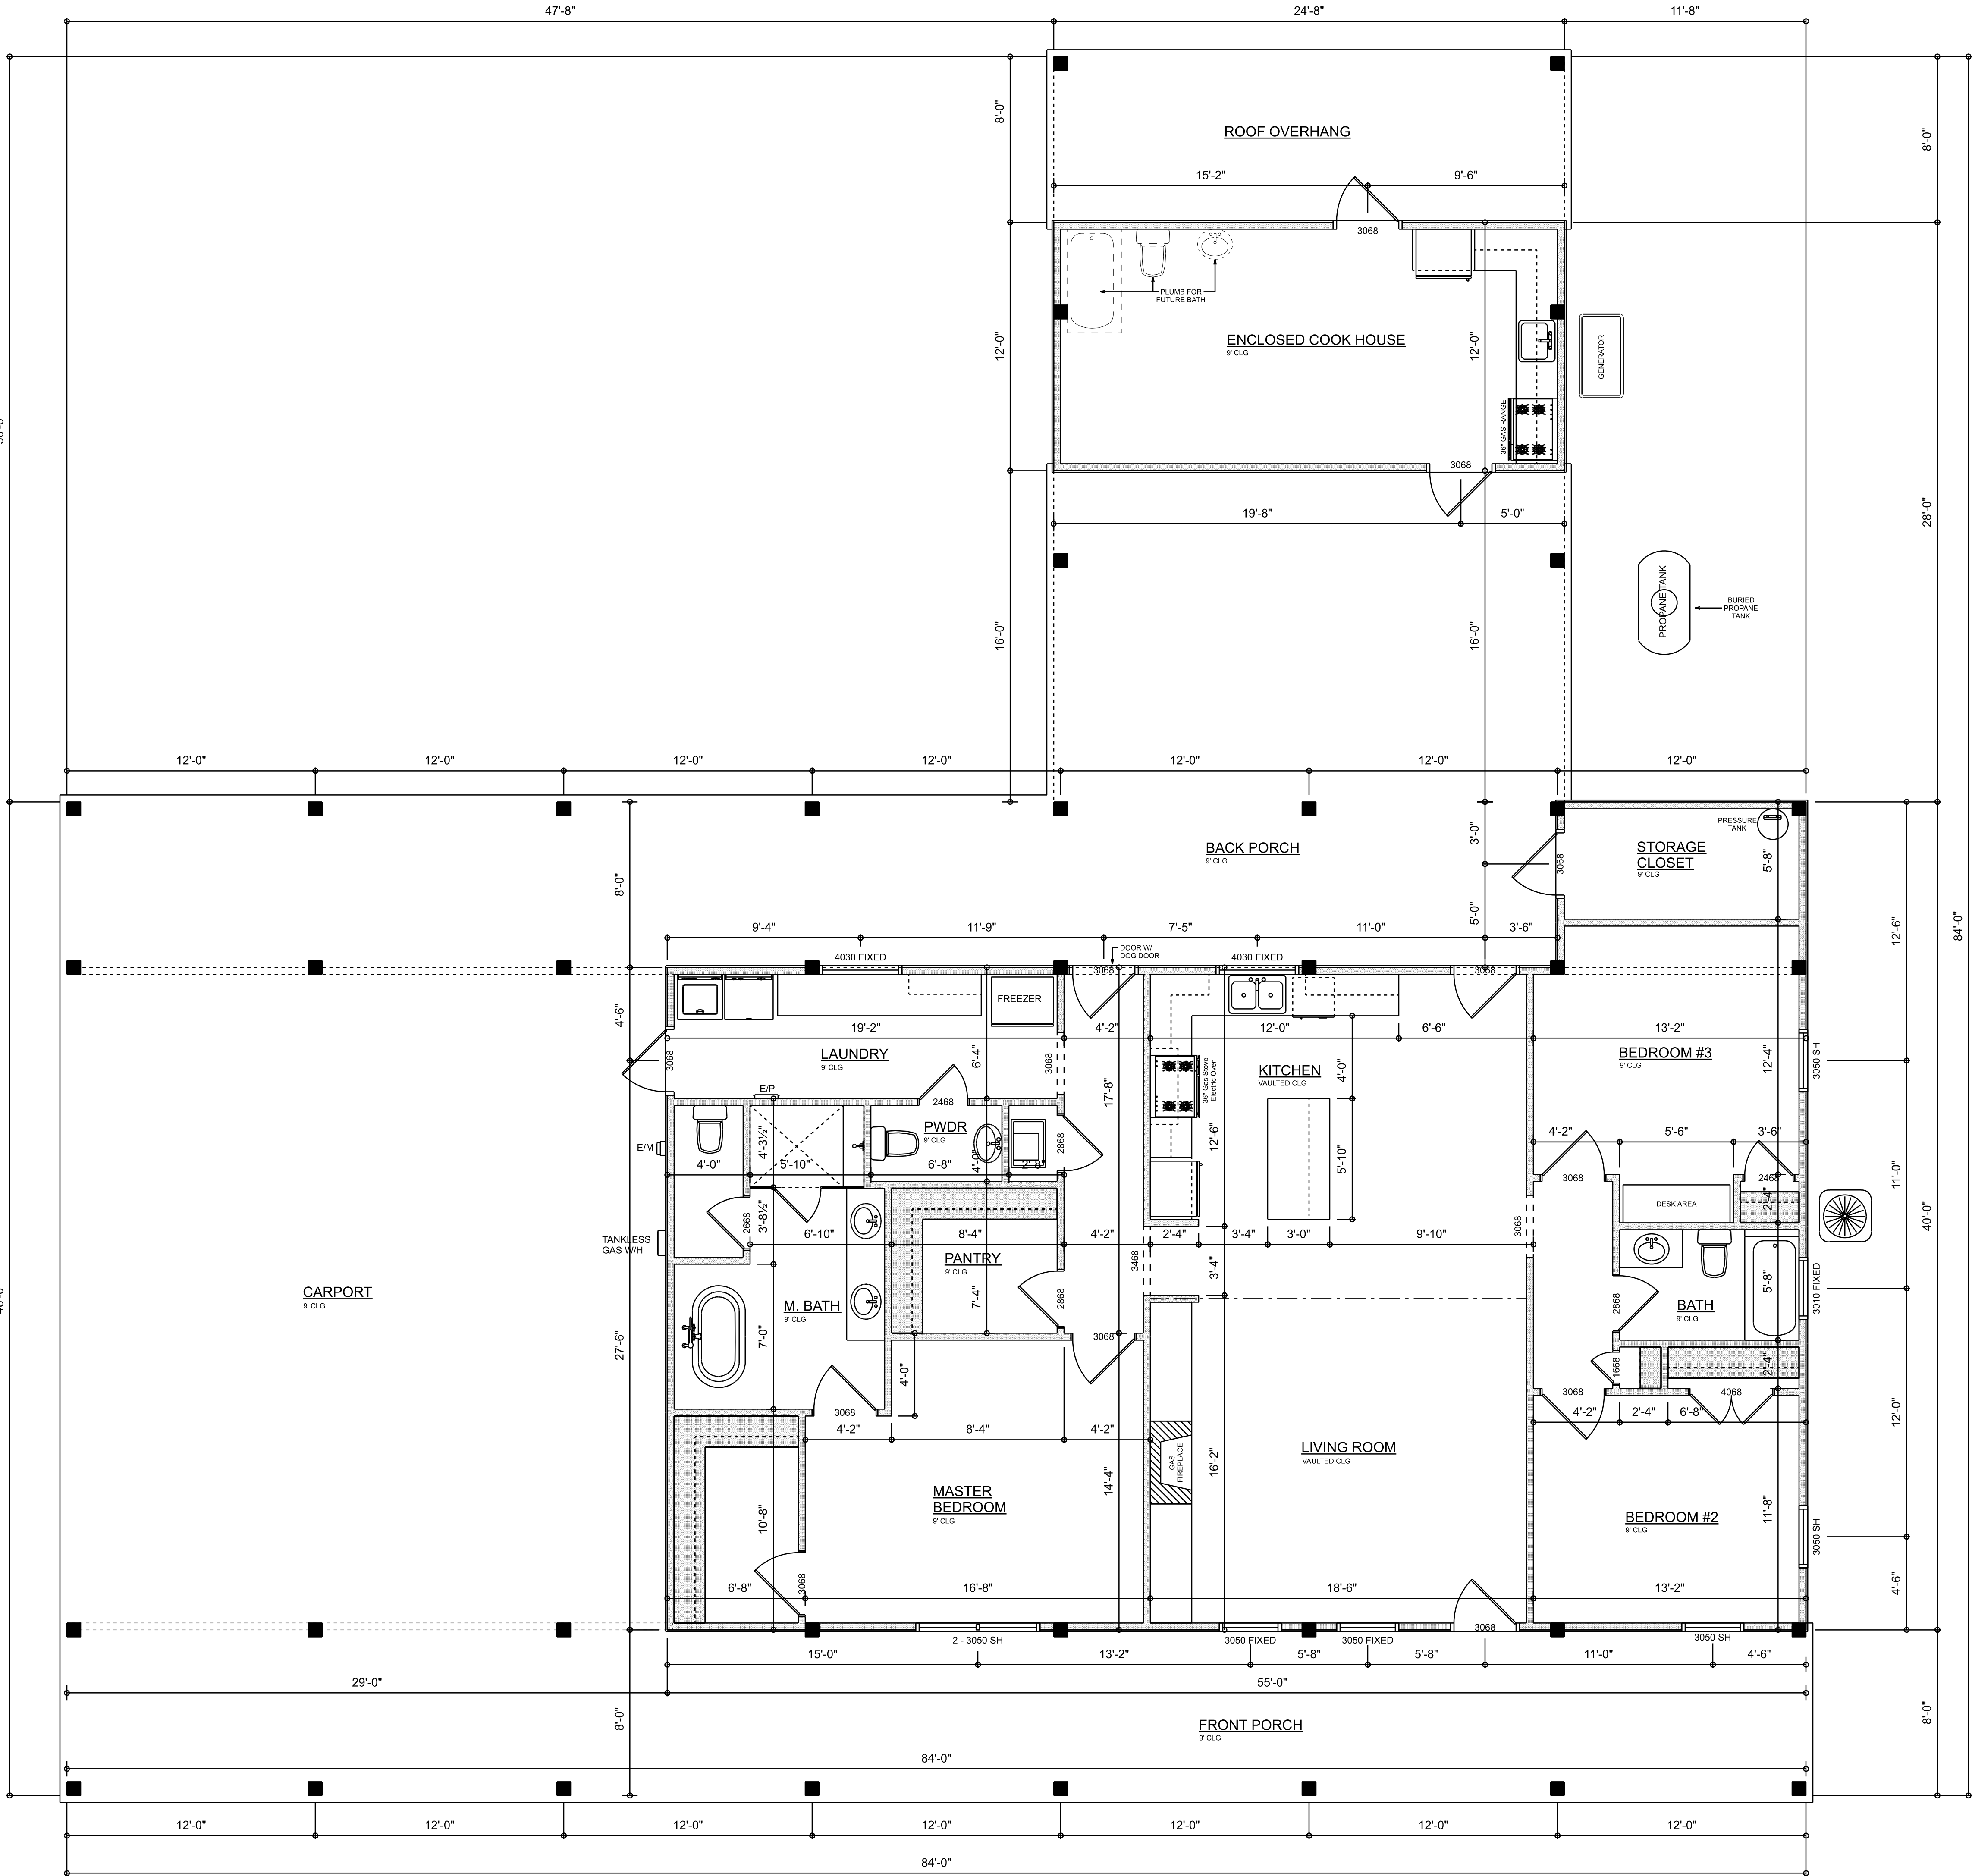 47'-8"
24'-8"
11'-8"
8'-0"
8'-0"
ROOF OVERHANG
15'-2"
9'-6"
3068
PLUMB FOR
FUTURE BATH
ENCLOSED COOK HOUSE
9' CLG
12'-0"
12'-0"
GENERATOR
36" GAS RANGE
3068
19'-8"
5'-0"
28'-0"
PROPANE TANK
BURIED
PROPANE
TANK
16'-0"
16'-0"
12'-0"
12'-0"
12'-0"
12'-0"
12'-0"
12'-0"
12'-0"
PRESSURE
TANK
BACK PORCH
9' CLG
STORAGE
CLOSET
9' CLG
3'-0"
3068
5'-8"
8'-0"
5'-0"
12'-6"
84'-0"
9'-4"
11'-9"
7'-5"
11'-0"
3'-6"
DOOR W/
DOG DOOR
4030 FIXED
3068
4030 FIXED
3068
FREEZER
4'-6"
19'-2"
4'-2"
12'-0"
6'-6"
13'-2"
LAUNDRY
9' CLG
6'-4"
3068
3068
36" Gas Stove
Electric Oven
KITCHEN
VAULTED CLG
4'-0"
BEDROOM #3
9' CLG
12'-4"
3050 SH
E/P
17'-8"
2468
PWDR
9' CLG
E/M
4'-3½"
4'-0"
5'-10"
6'-8"
4'-0"
2'-8"
2868
12'-6"
5'-10"
4'-2"
5'-6"
3'-6"
3068
2468
11'-0"
DESK AREA
2'-4"
40'-0"
TANKLESS
GAS W/H
2668
3'-8½"
6'-10"
8'-4"
4'-2"
2'-4"
3'-4"
3'-0"
9'-10"
3068
PANTRY
9' CLG
3468
3'-4"
CARPORT
9' CLG
M. BATH
9' CLG
7'-4"
2868
2868
BATH
9' CLG
5'-8"
3010 FIXED
27'-6"
7'-0"
3068
4'-0"
1668
2'-4"
3068
4068
3068
4'-2"
8'-4"
4'-2"
4'-2"
2'-4"
6'-8"
12'-0"
GAS
FIREPLACE
16'-2"
LIVING ROOM
VAULTED CLG
14'-4"
MASTER
BEDROOM
9' CLG
10'-8"
BEDROOM #2
9' CLG
11'-8"
3050 SH
6'-8"
3068
16'-8"
18'-6"
13'-2"
4'-6"
2 - 3050 SH
3050 FIXED
3050 FIXED
3068
3050 SH
15'-0"
13'-2"
5'-8"
5'-8"
11'-0"
4'-6"
29'-0"
55'-0"
8'-0"
FRONT PORCH
9' CLG
8'-0"
84'-0"
12'-0"
12'-0"
12'-0"
12'-0"
12'-0"
12'-0"
12'-0"
84'-0"